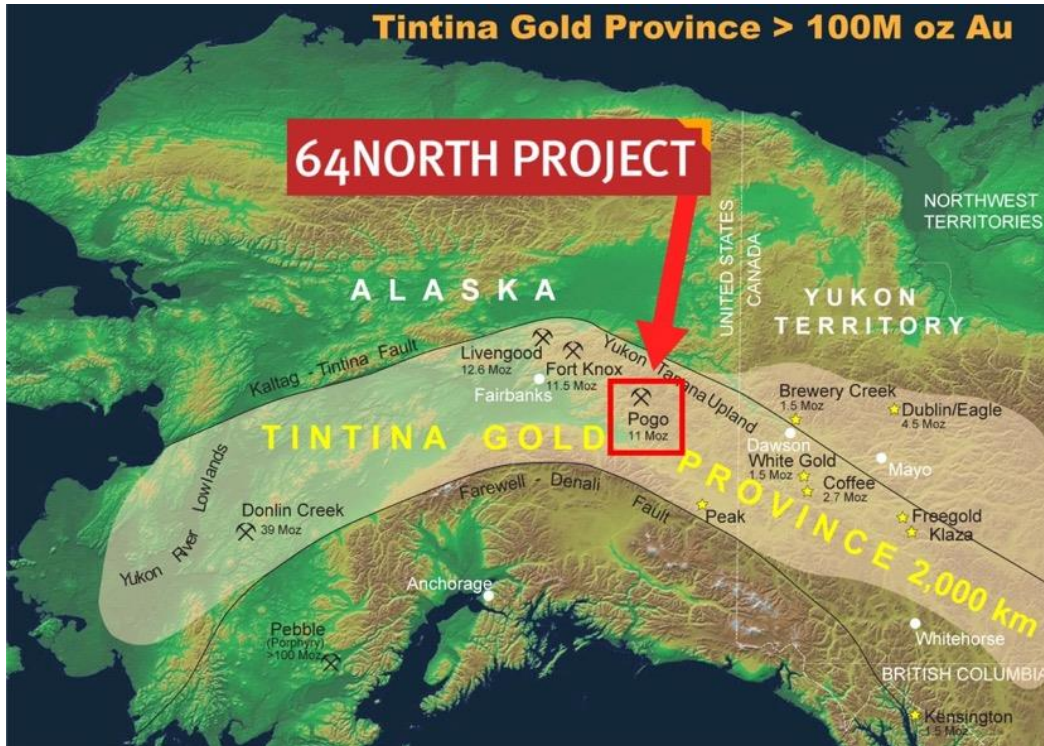 Tintina Gold Province > 100M oz Au
64NORTH PROJECT
NORTHWEST
TERRITORIES
UNITED STATES
CANADA
ALASKA
YUKON
TERRITORY
Kaltag - Tintina Fault
Livengood
12.6 Moz
Fort Knox
11.5 Moz
Fairbanks
Yukon Tanana Upland
Pogo
11 Moz
Brewery Creek
1.5 Moz
Dublin/Eagle
4.5 Moz
Dawson
TINTINA GOLD PROVINCE 2,000 km
White Gold
1.5 Moz
Mayo
Coffee
2.7 Moz
Yukon River Lowlands
Donlin Creek
39 Moz
Farewell - Denali Fault
Peak
Freegold
Klaza
Anchorage
Pebble
(Porphyry)
>100 Moz
Whitehorse
BRITISH COLUMBIA
Kensington
1.5 Moz